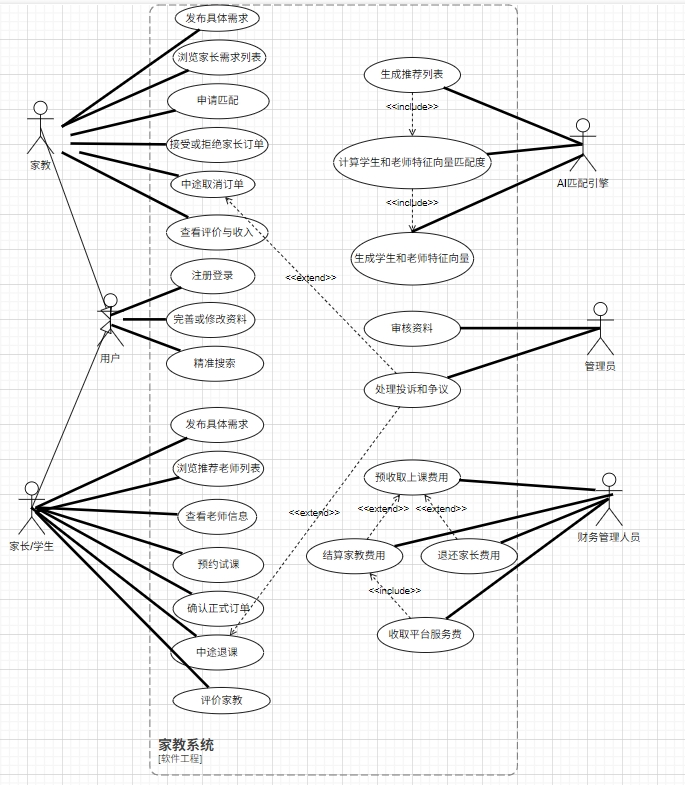 发布具体需求
浏览家长需求列表
申请匹配
接受或拒绝家长订单
中途取消订单
查看评价与收入
家教
注册登录
完善或修改资料
精准搜索
用户
发布具体需求
浏览推荐老师列表
查看老师信息
预约试课
确认正式订单
中途退课
评价家教
家长/学生
生成推荐列表
<<include>>
计算学生和老师特征向量匹配度
<<include>>
生成学生和老师特征向量
AI匹配引擎
<<extend>>
审核资料
处理投诉和争议
管理员
<<extend>>
预收取上课费用
<<extend>>
<<extend>>
结算家教费用
退还家长费用
<<include>>
收取平台服务费
财务管理人员
家教系统
[软件工程]